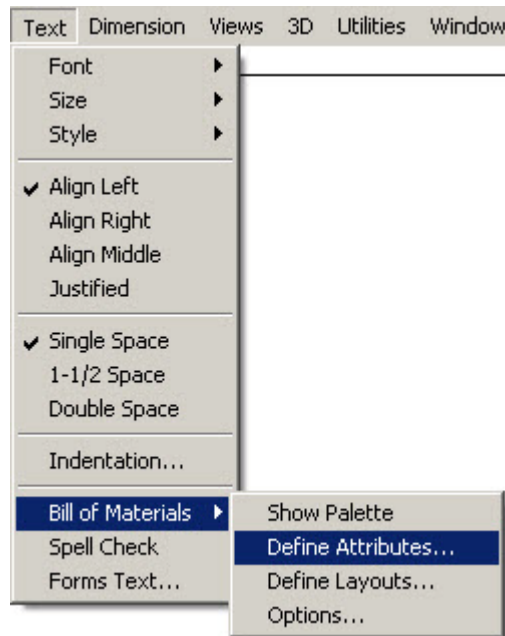 Text Dimension Views 3D Utilities Window
Font
Size
Style
Align Left
Align Right
Align Middle
Justified
Single Space
1-1/2 Space
Double Space
Indentation...
Bill of Materials
Show Palette
Spell Check
Define Attributes...
Forms Text...
Define Layouts...
Options...